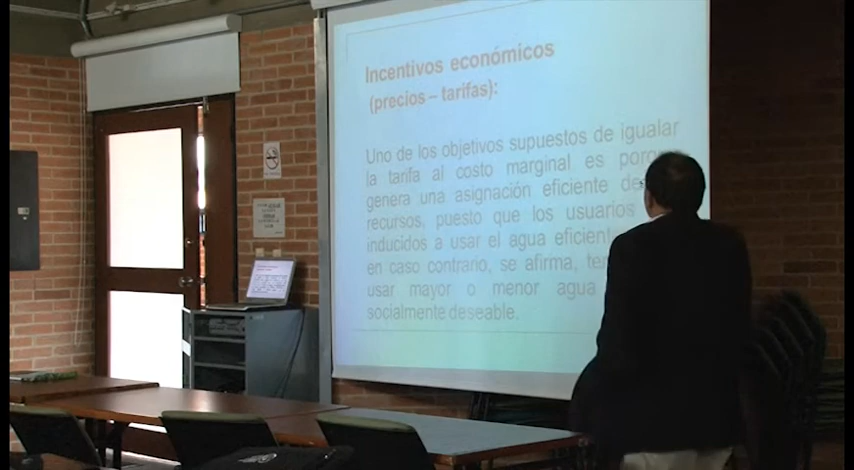 Incentivos económicos
(precios – tarifas):
Uno de los objetivos supuestos de igualar
la tarifa al costo marginal es porque
genera una asignación eficiente de
recursos, puesto que los usuarios
inducidos a usar el agua eficiente
en caso contrario, se afirma,
usar mayor o menor agua
socialmente deseable.